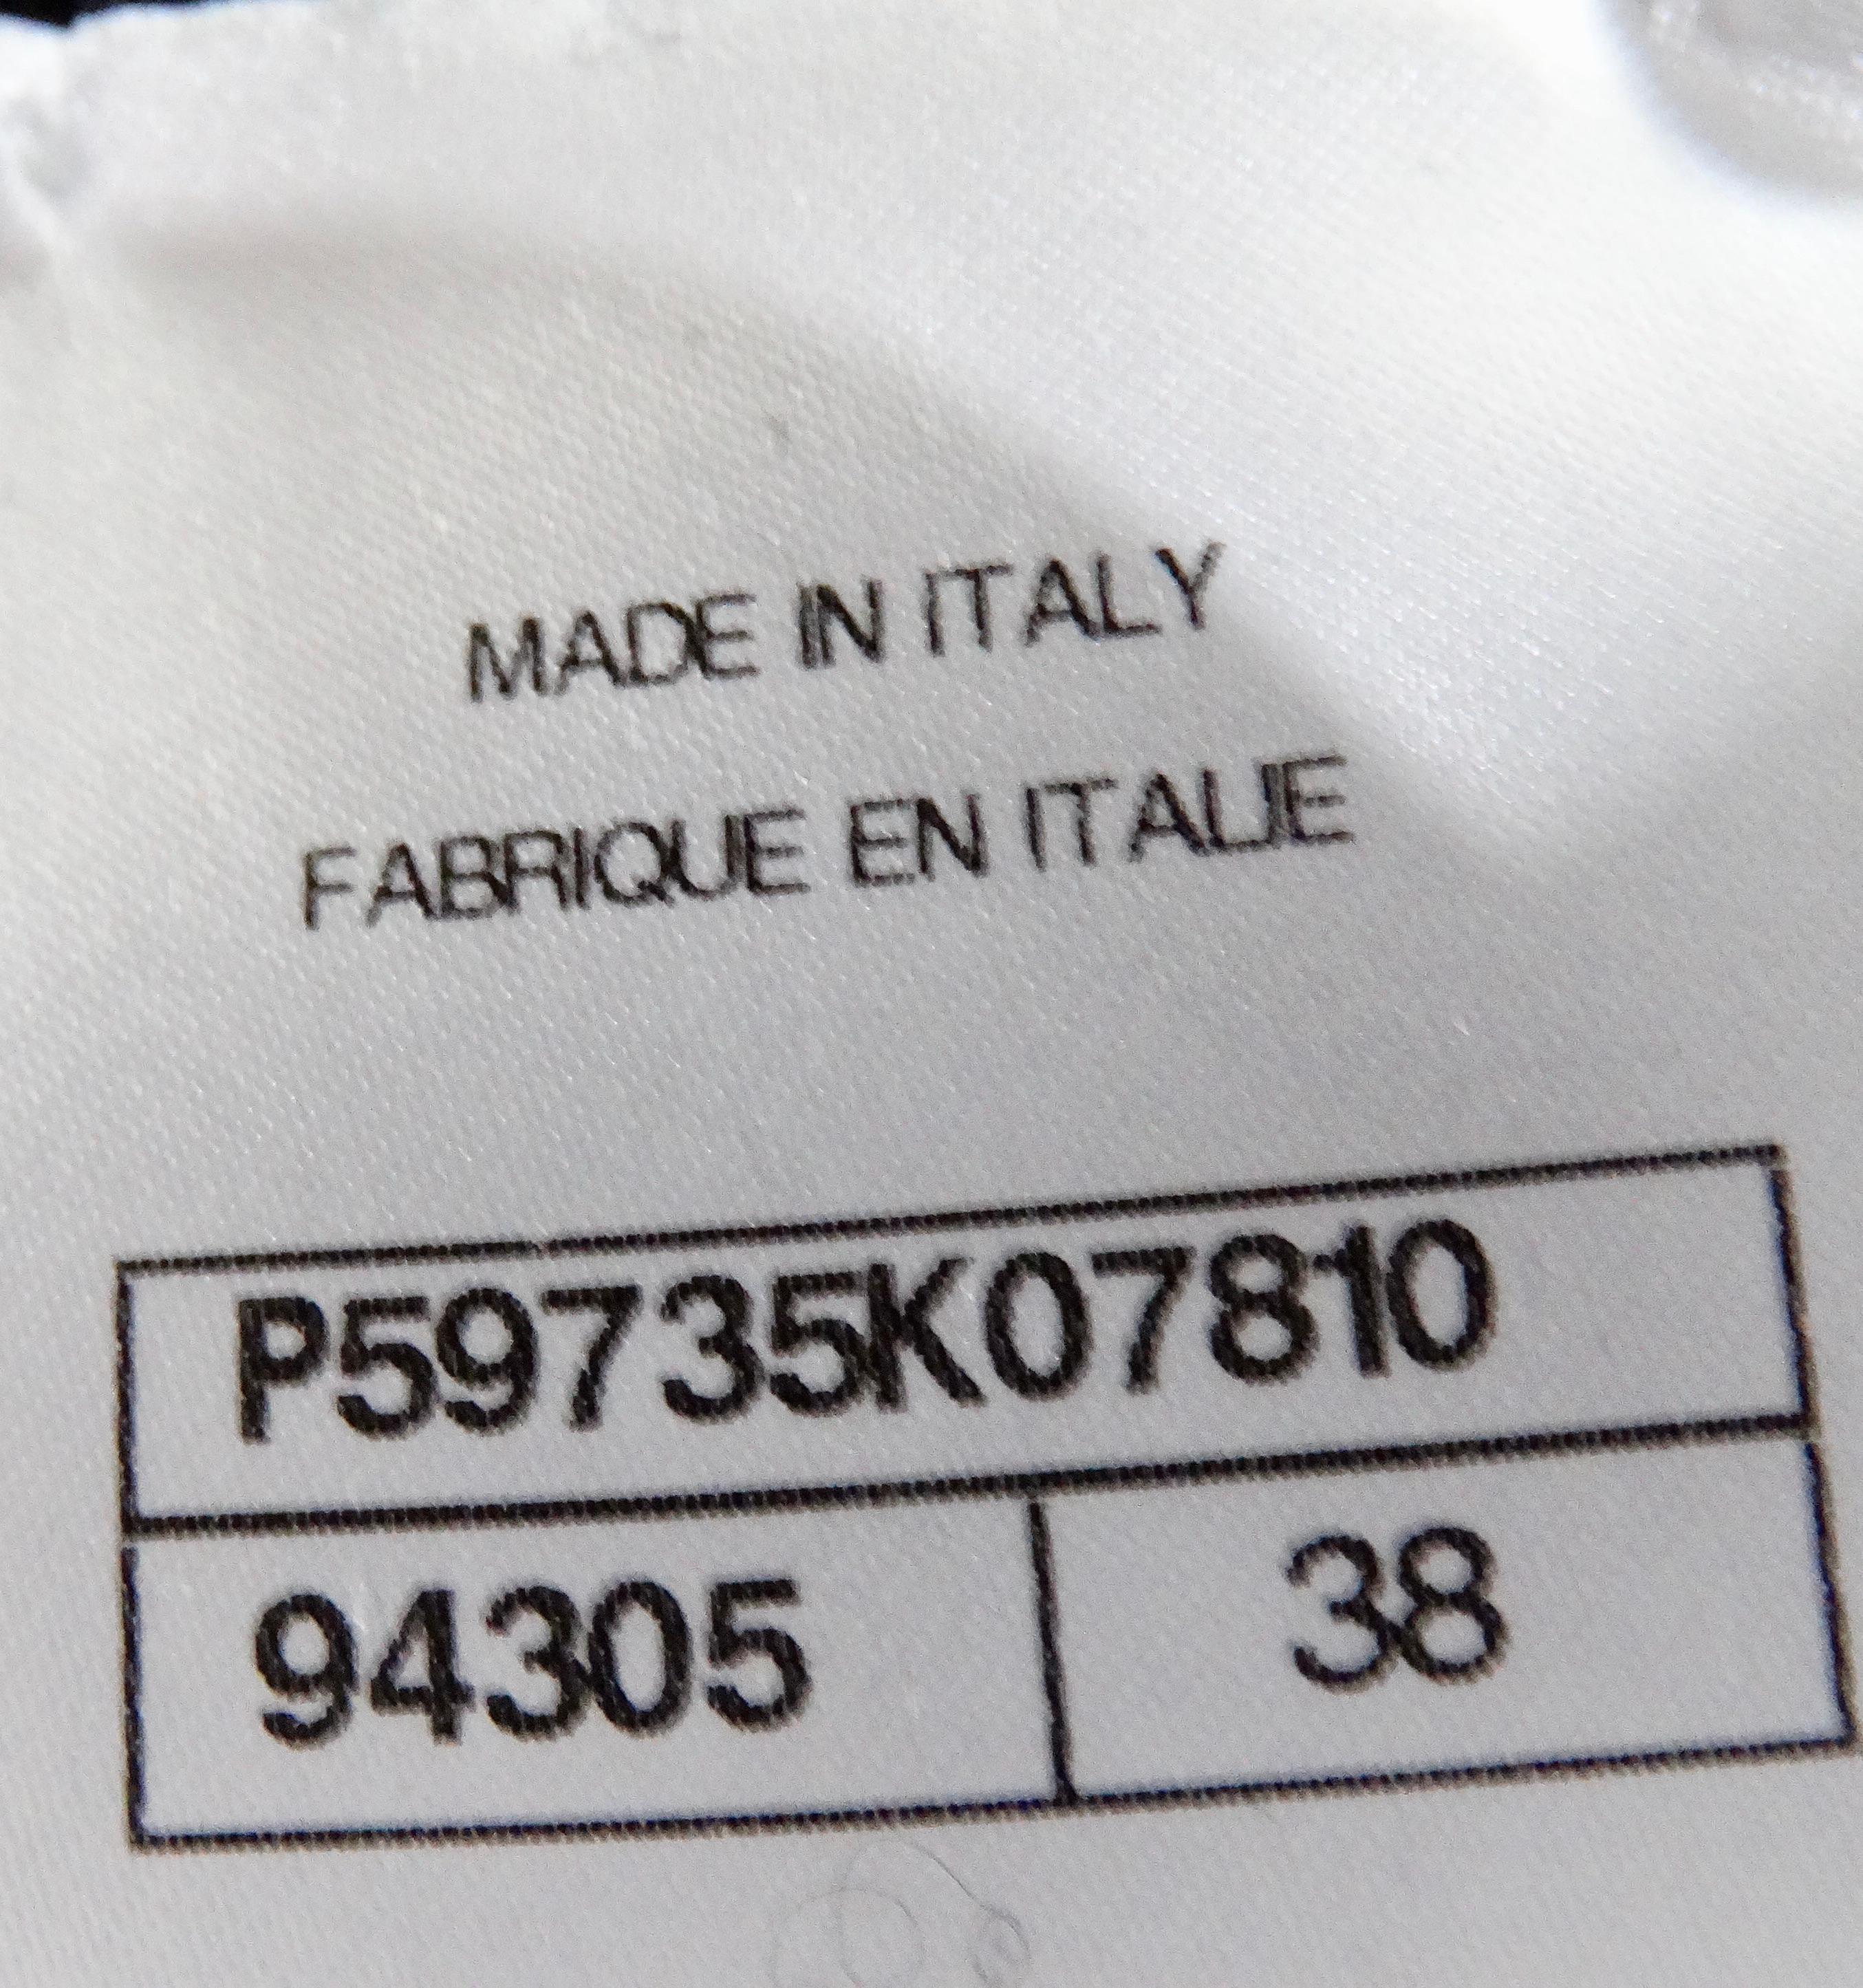 MADE IN ITALY
FABRIQUE EN ITALIE
P59735K07810
94305 38